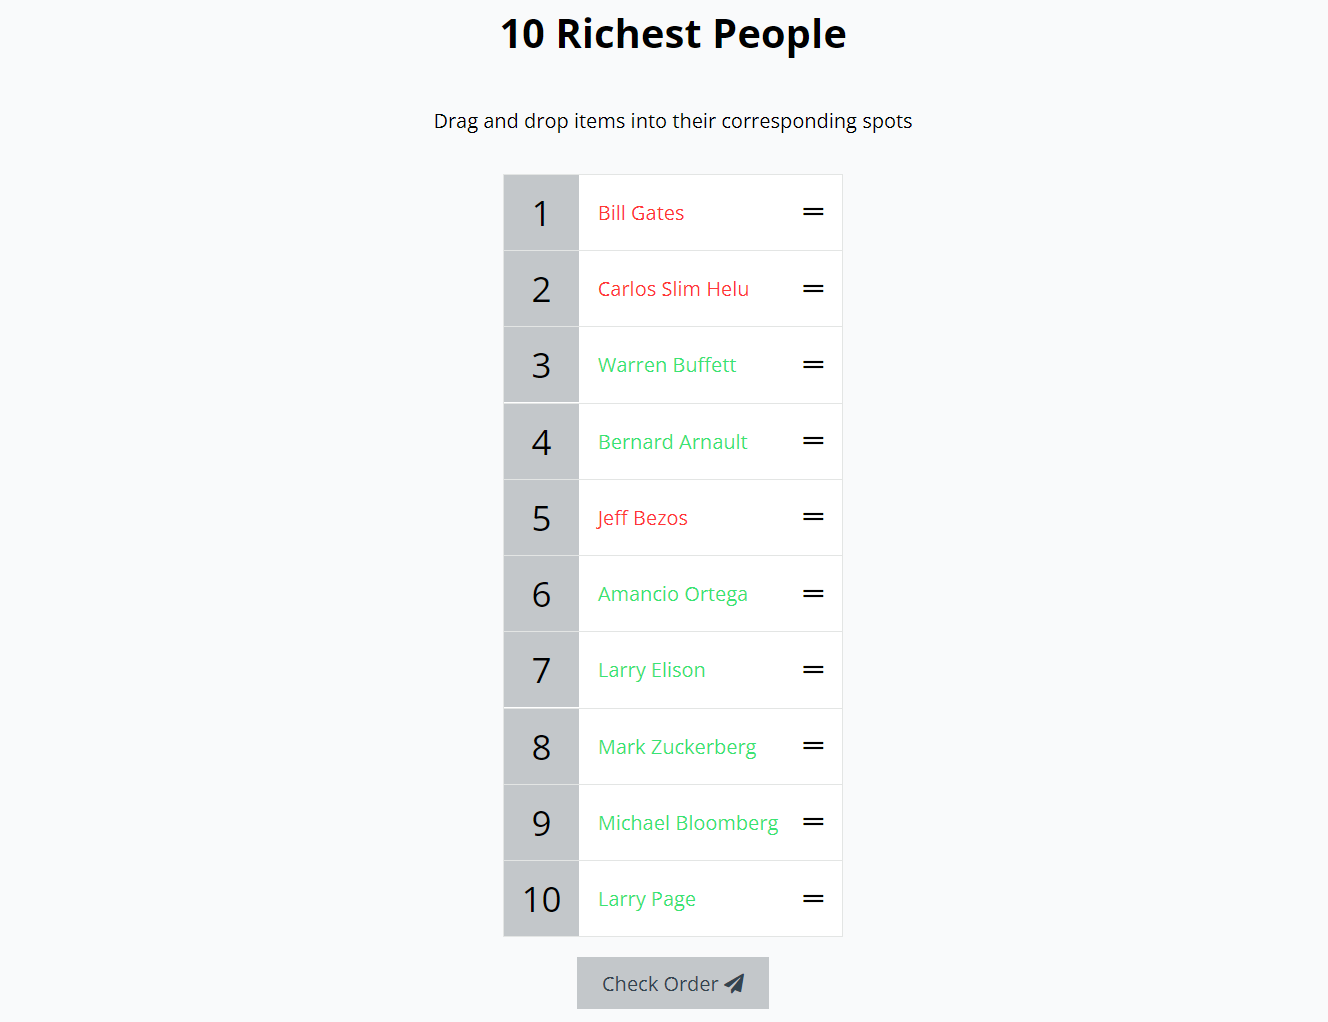 10 Richest People
Drag and drop items into their corresponding spots
1 Bill Gates
2 Carlos Slim Helu
3 Warren Buffett
4 Bernard Arnault
5 Jeff Bezos
6 Amancio Ortega
7 Larry Elison
8 Mark Zuckerberg
9 Michael Bloomberg
10 Larry Page
Check Order